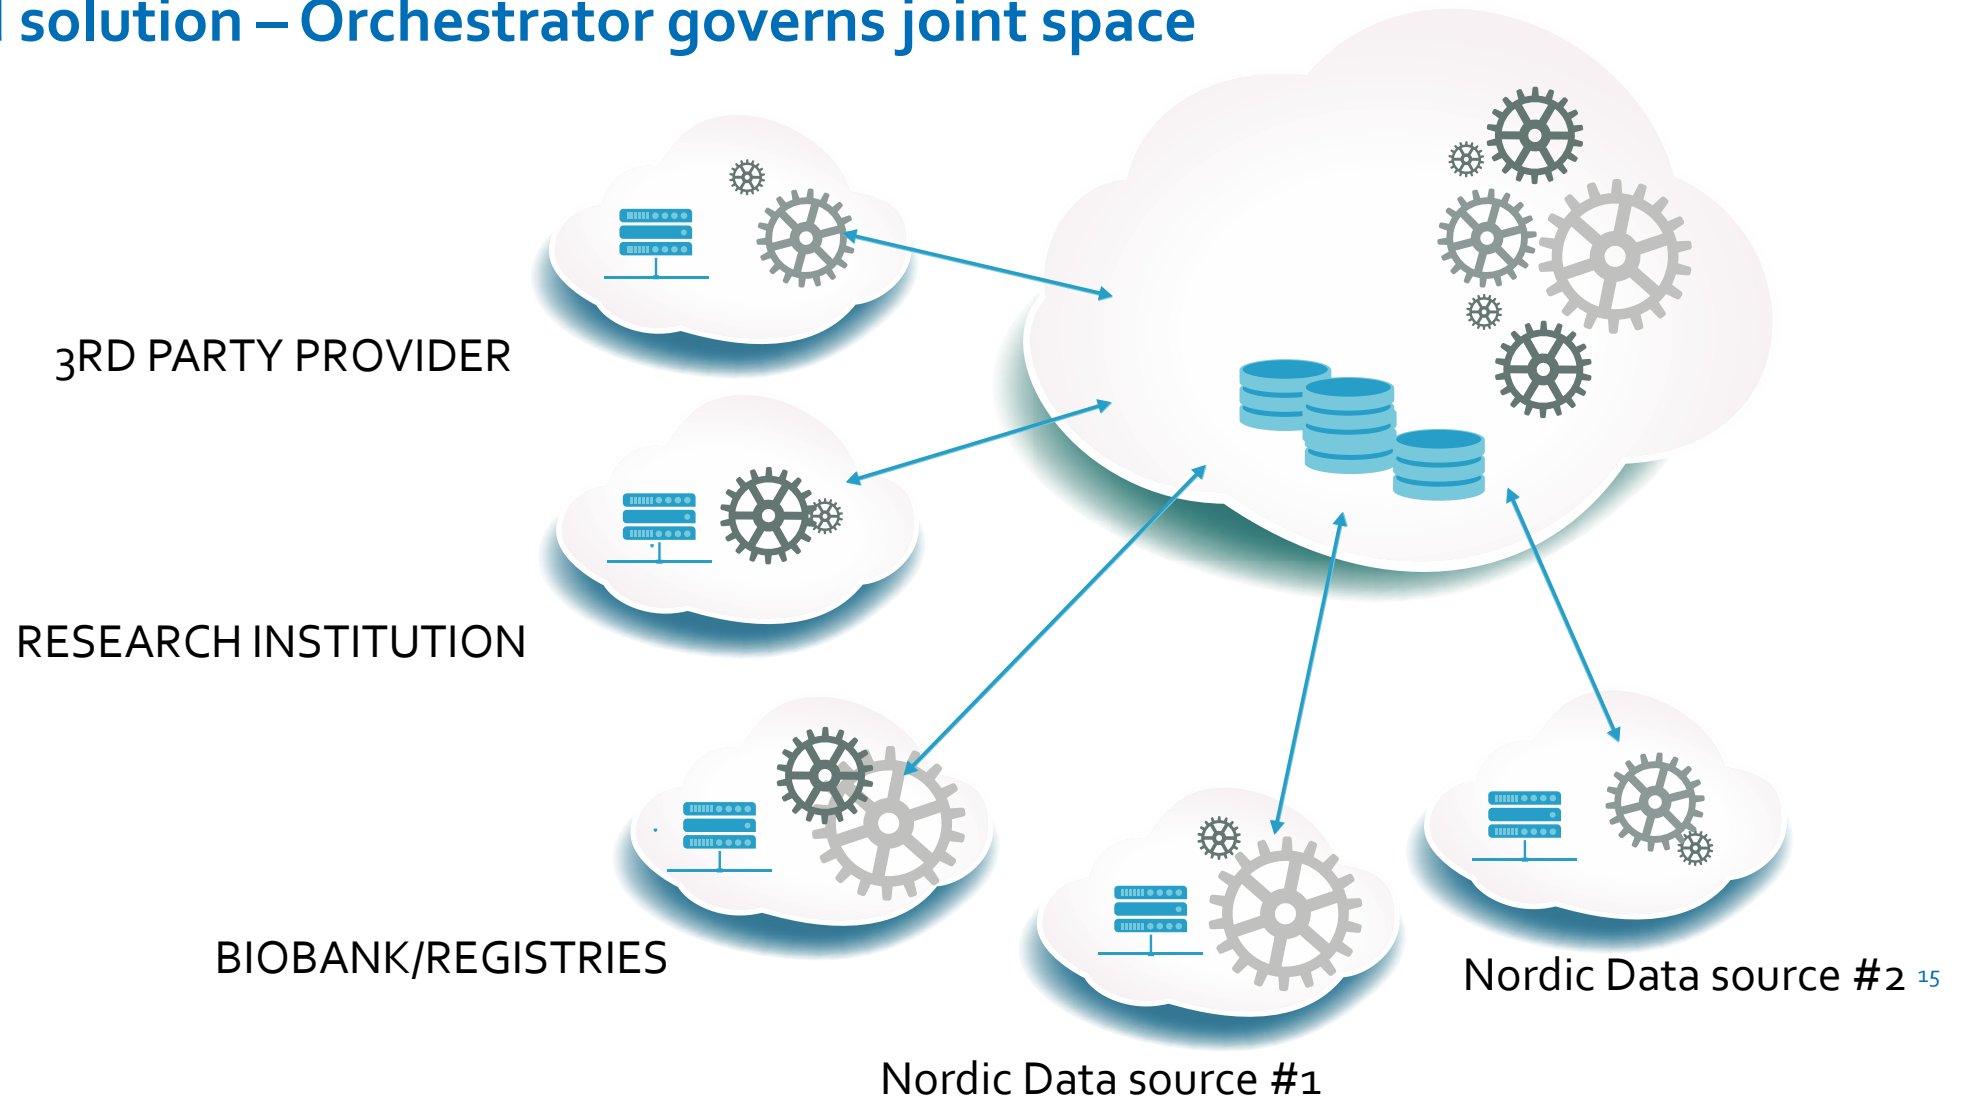 solution – Orchestrator governs joint space
3RD PARTY PROVIDER
RESEARCH INSTITUTION
BIOBANK/REGISTRIES
Nordic Data source #2
15
Nordic Data source #1